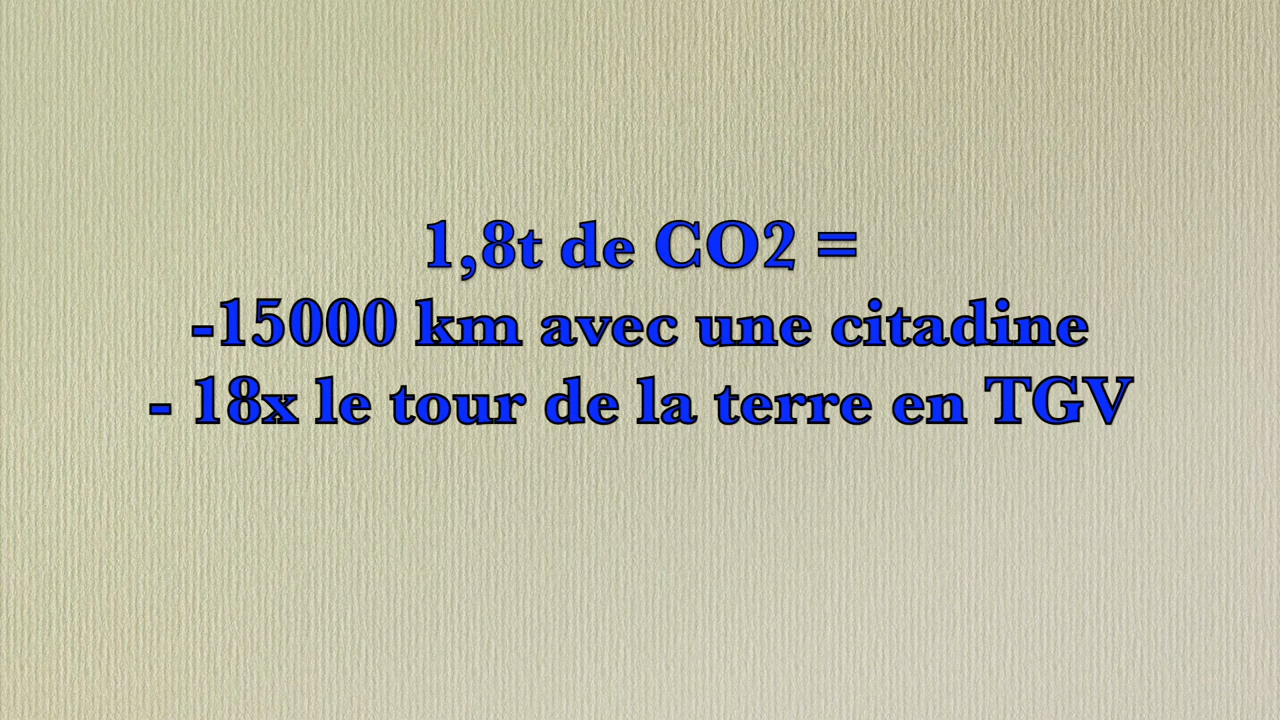 1,8t de CO2 =
-15000 km avec une citadine
- 18x le tour de la terre en TGV